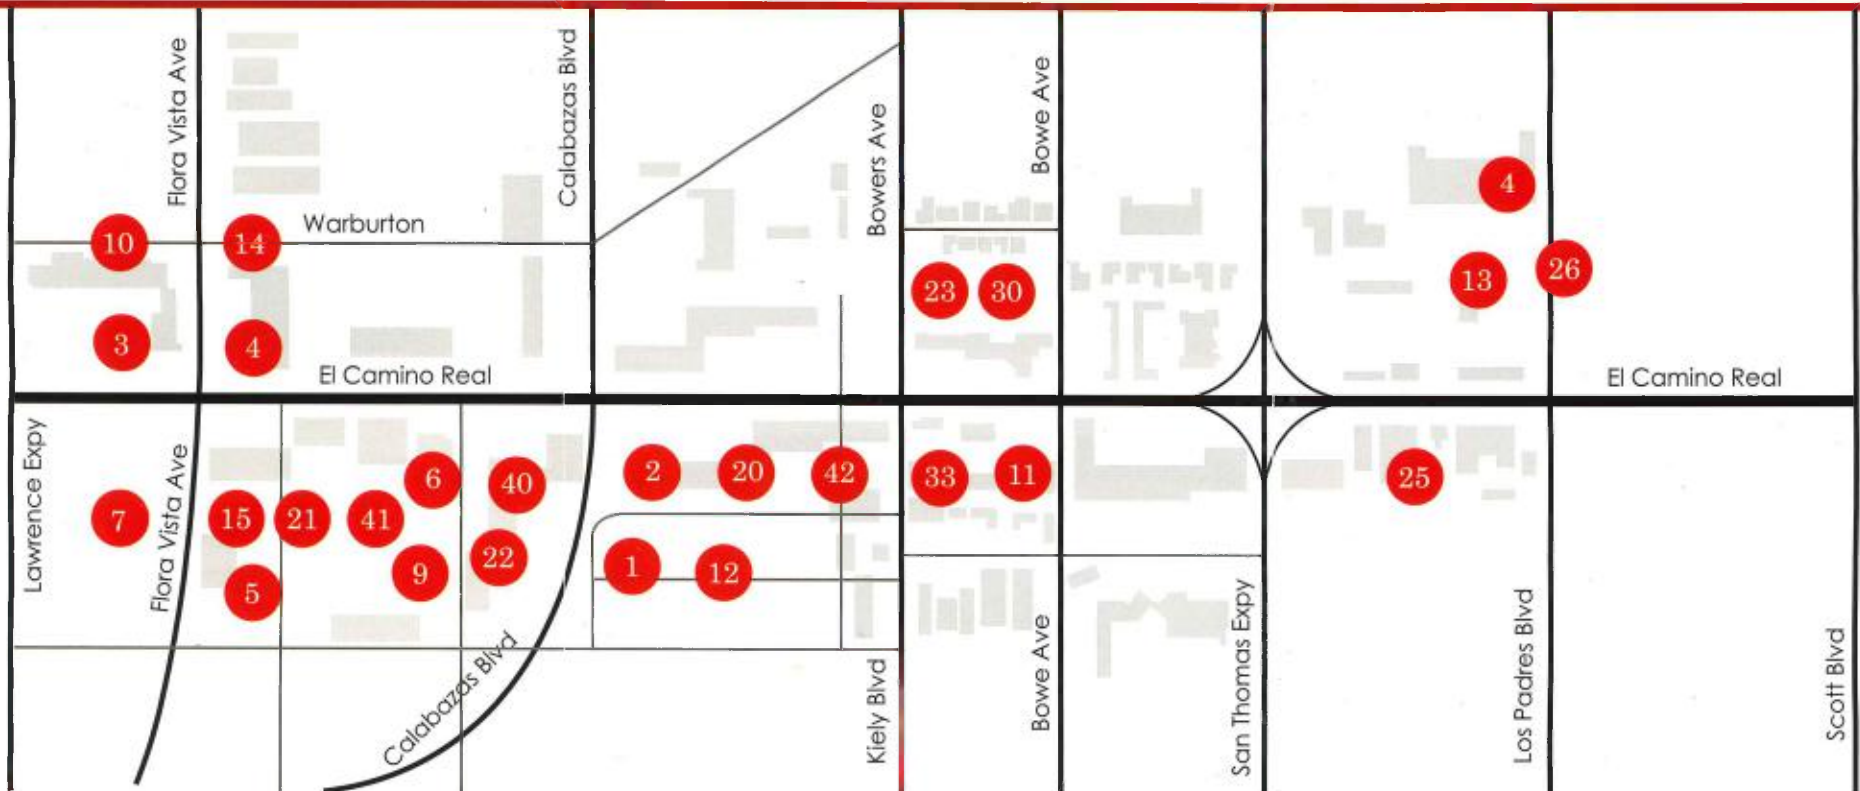 Flora Vista Ave
Calabazas Blvd
Bowers Ave
Bowe Ave
Warburton
10
14
4
23
30
13
26
3
4
El Camino Real
El Camino Real
Lawrence Expy
Flora Vista Ave
7
15
21
41
6
40
5
9
22
2
20
42
33
11
25
1
12
Calabazas Blvd
Kiely Blvd
Bowe Ave
San Thomas Expy
Los Padres Blvd
Scott Blvd